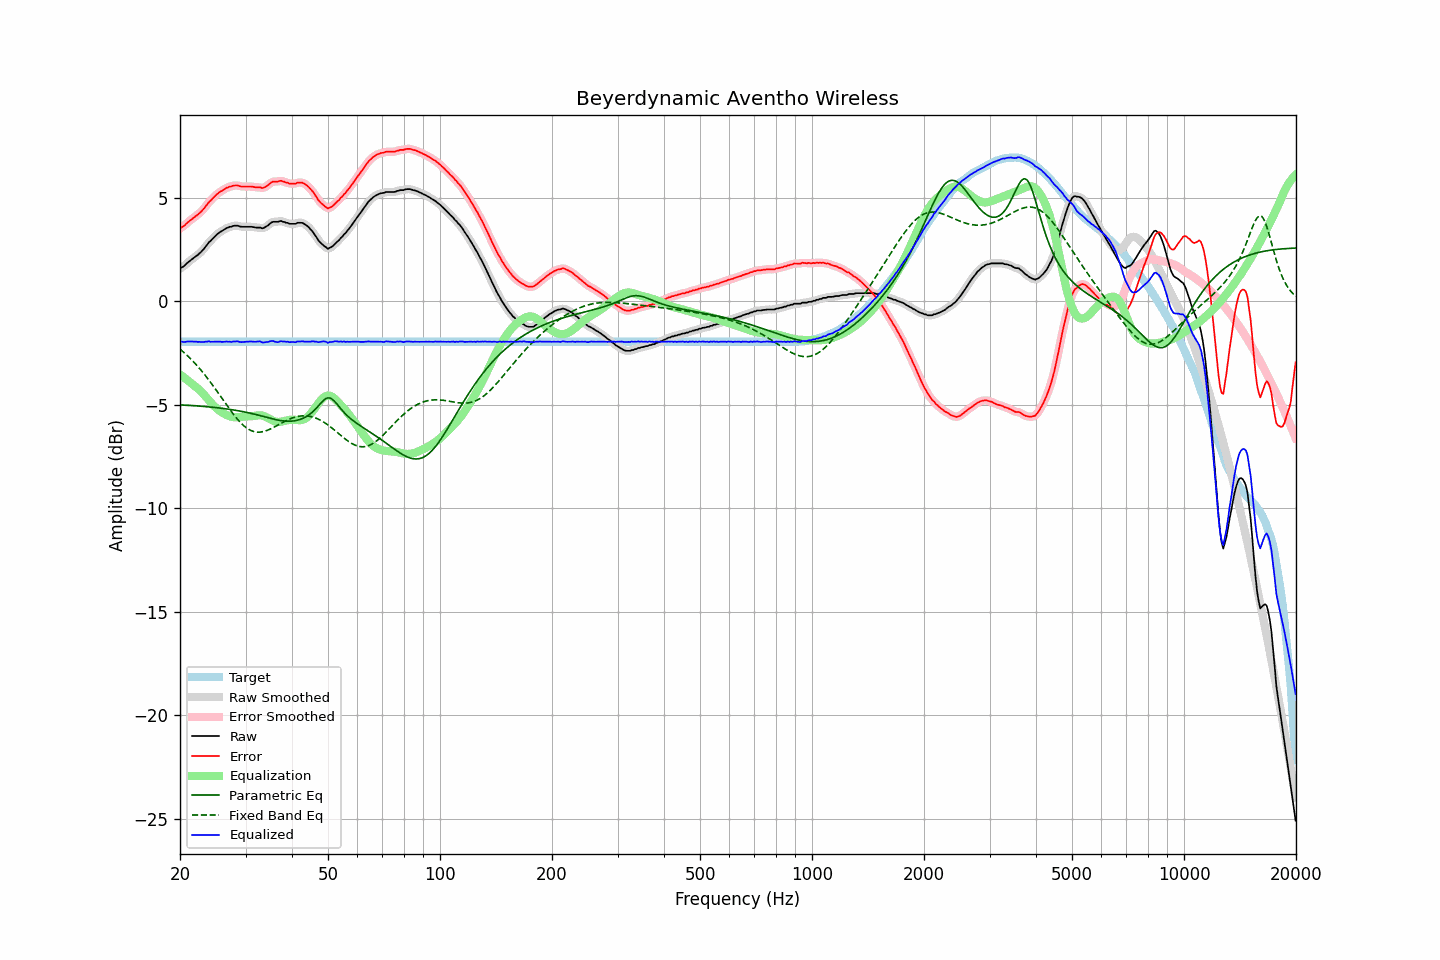 Beyerdynamic Aventho Wireless
Amplitude (dBr)
5
0
−5
−10
−15
−20
−25
Target
Raw Smoothed
Error Smoothed
Raw
Error
Equalization
Parametric Eq
Fixed Band Eq
Equalized
20 50 100 200 500 1000 2000 5000 10000 20000
Frequency (Hz)